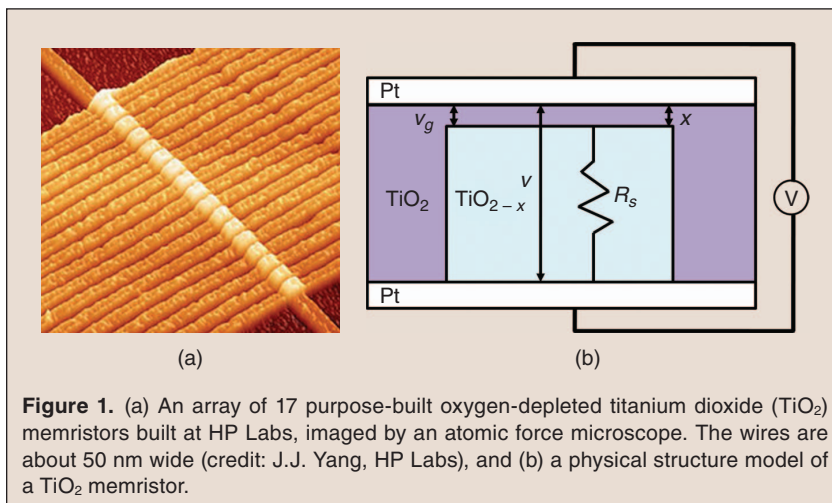 Pt
v_g
x
v
TiO₂
TiO₂₋ₓ
R_s
V
Pt
(a)
(b)
Figure 1. (a) An array of 17 purpose-built oxygen-depleted titanium dioxide (TiO₂)
memristors built at HP Labs, imaged by an atomic force microscope. The wires are
about 50 nm wide (credit: J.J. Yang, HP Labs), and (b) a physical structure model of
a TiO₂ memristor.